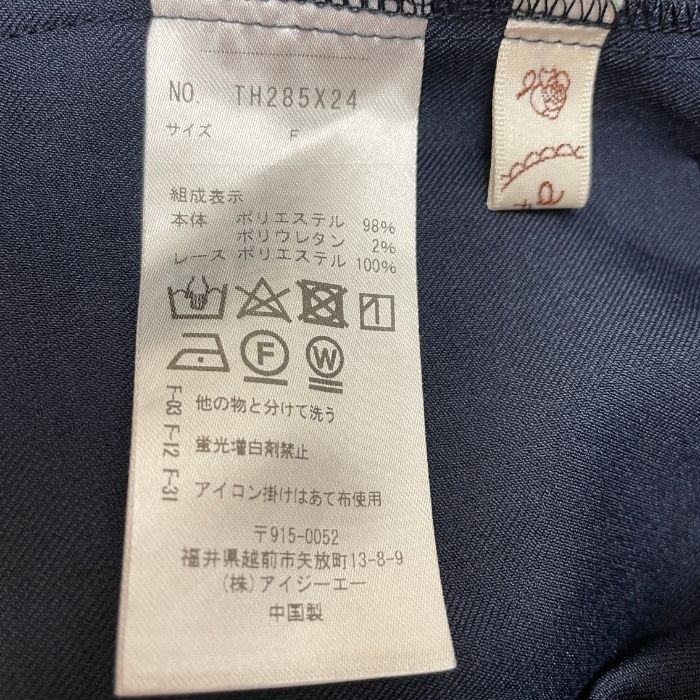 NO. TH285X24
サイズ F
組成表示
本体 ポリエステル 98%
ポリウレタン 2%
レース ポリエステル 100%
F
W
F-03 F-12 F-31
他の物と分けて洗う
蛍光増白剤禁止
アイロン掛けはあて布使用
〒915-0052
福井県越前市矢放町13-8-9
(株)アイジーエー
中国製